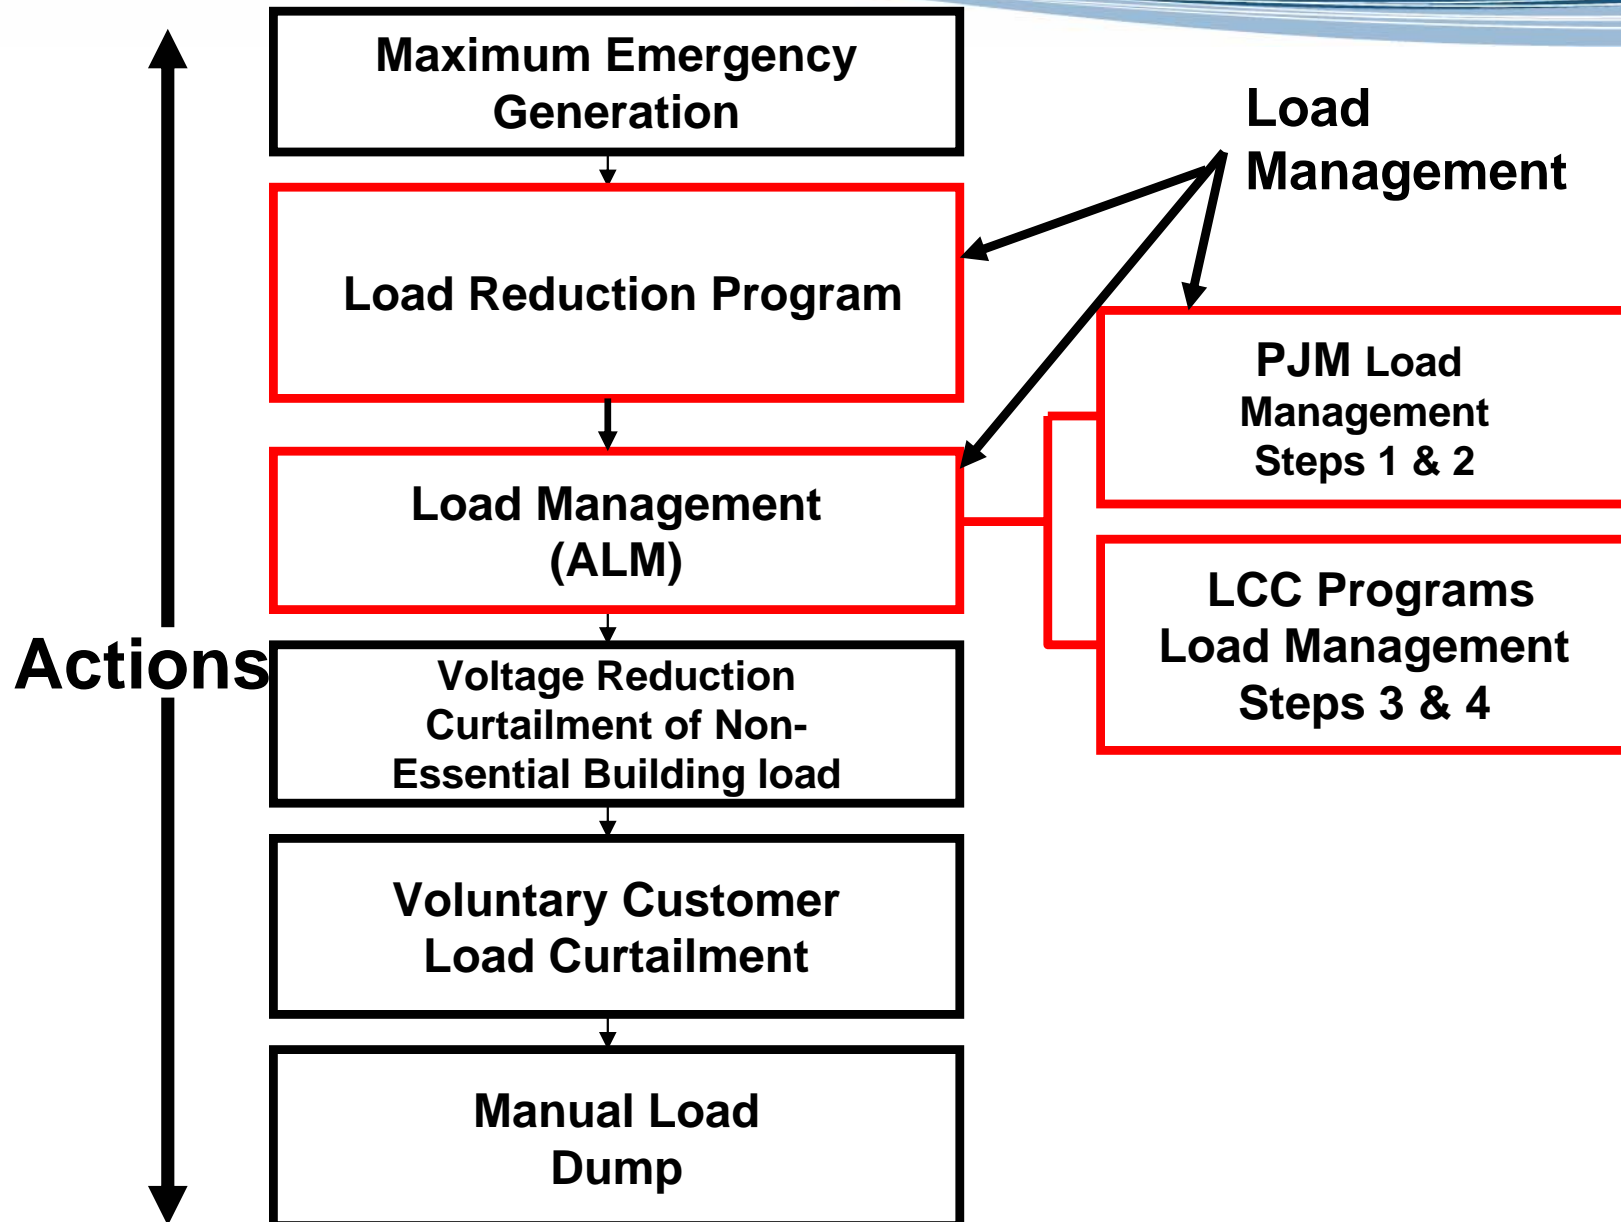 Maximum Emergency
Generation
Load
Management
Load Reduction Program
PJM Load
Management
Steps 1 & 2
Load Management
(ALM)
LCC Programs
Load Management
Steps 3 & 4
Actions
Voltage Reduction
Curtailment of Non-
Essential Building load
Voluntary Customer
Load Curtailment
Manual Load
Dump